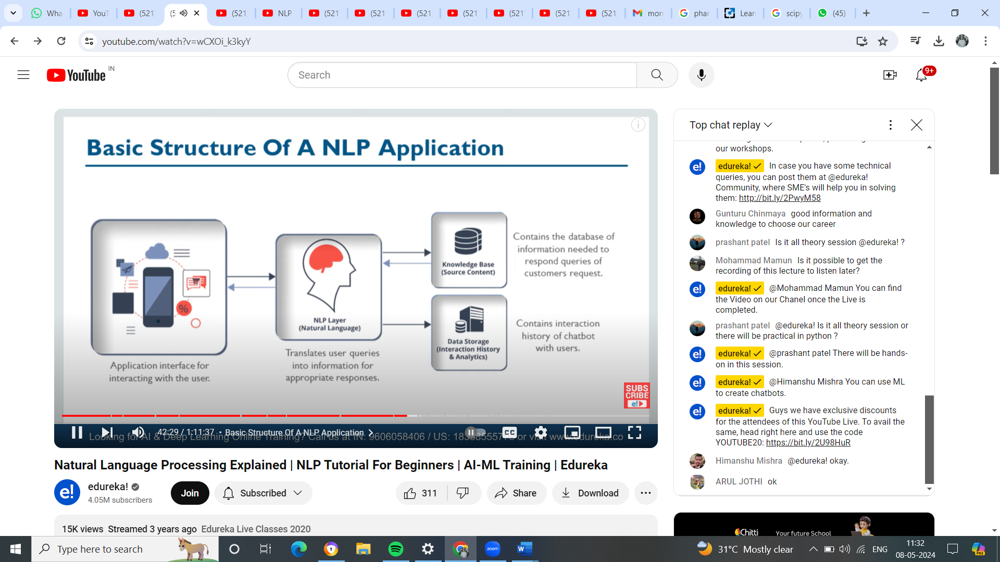 Wha
YouT
(521
(5
(521
NLP
(521
(521
(521
(521
(521
(521
(521
mor
phar
Lear
scipy
(45)
youtube.com/watch?v=wCXOi_k3kyY
YouTube IN
Search
9+
Basic Structure Of A NLP Application
Application interface for
interacting with the user.
NLP Layer
(Natural Language)
Translates user queries
into information for
appropriate responses.
Knowledge Base
(Source Content)
Contains the database of
information needed to
respond queries of
customers request.
Data Storage
(Interaction History
& Analytics)
Contains interaction
history of chatbot
with users.
%
SUBS
CRIBE
e!
42:29 / 1:11:37 • Basic Structure Of A NLP Application
CC
Looking for AI & Deep Learning Online Training? Call us at IN: 9606058406 / US: or visit www.edureka.co
Natural Language Processing Explained | NLP Tutorial For Beginners | AI-ML Training | Edureka
e!
edureka!
4.05M subscribers
Join
Subscribed
311
Share
Download
15K views Streamed 3 years ago Edureka Live Classes 2020
Top chat replay
our workshops.
e! edureka! In case you have some technical
queries, you can post them at @edureka!
Community, where SME's will help you in solving
them: http://bit.ly/2PwyM58
Gunturu Chinmaya good information and
knowledge to choose our career
prashant patel Is it all theory session @edureka! ?
Mohammad Mamun Is it possible to get the
recording of this lecture to listen later?
e! edureka! @Mohammad Mamun You can find
the Video on our Chanel once the Live is
completed.
prashant patel @edureka! Is it all theory session or
there will be practical in python ?
e! edureka! @prashant patel There will be hands-
on in this session.
e! edureka! @Himanshu Mishra You can use ML
to create chatbots.
e! edureka! Guys we have exclusive discounts
for the attendees of this YouTube Live. To avail the
same, head right here and use the code
YOUTUBE20: https://bit.ly/2U98HuR
Himanshu Mishra @edureka! okay.
ARUL JOTHI ok
Chitti
Your future School
Type here to search
zoom
W
31°C Mostly clear
ENG
11:32
08-05-2024
PRE